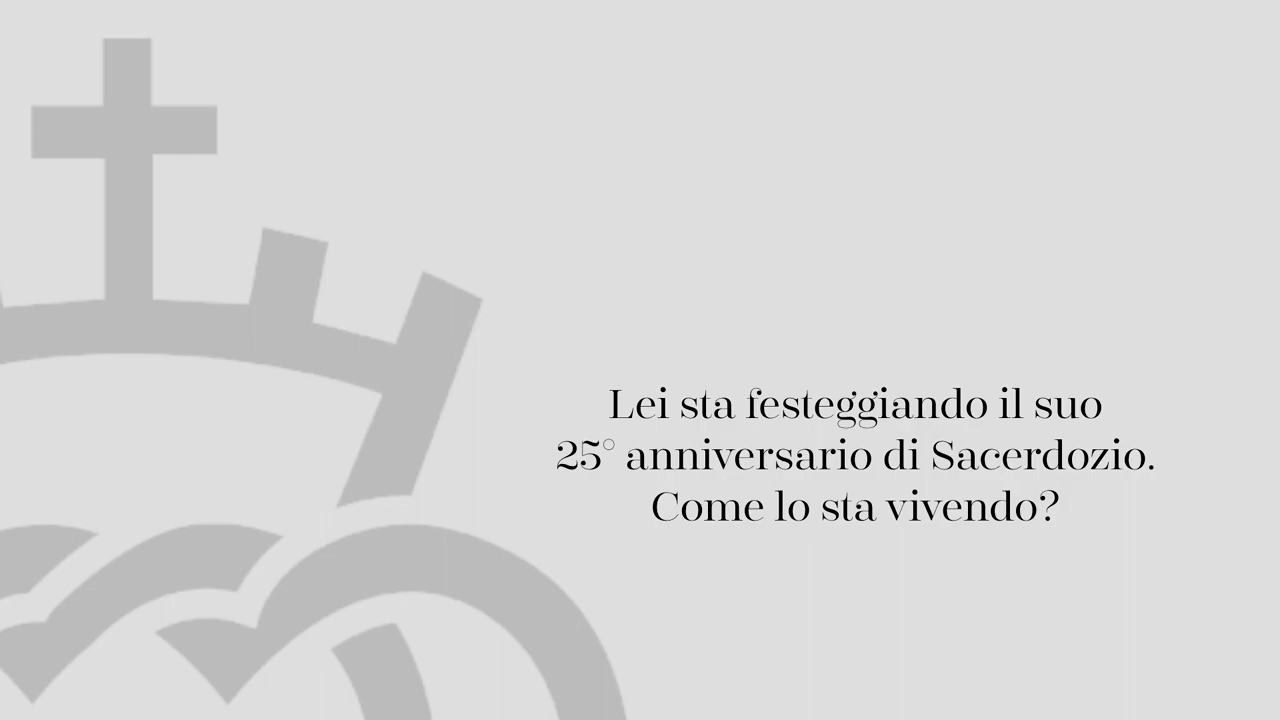 Lei sta festeggiando il suo
25° anniversario di Sacerdozio.
Come lo sta vivendo?